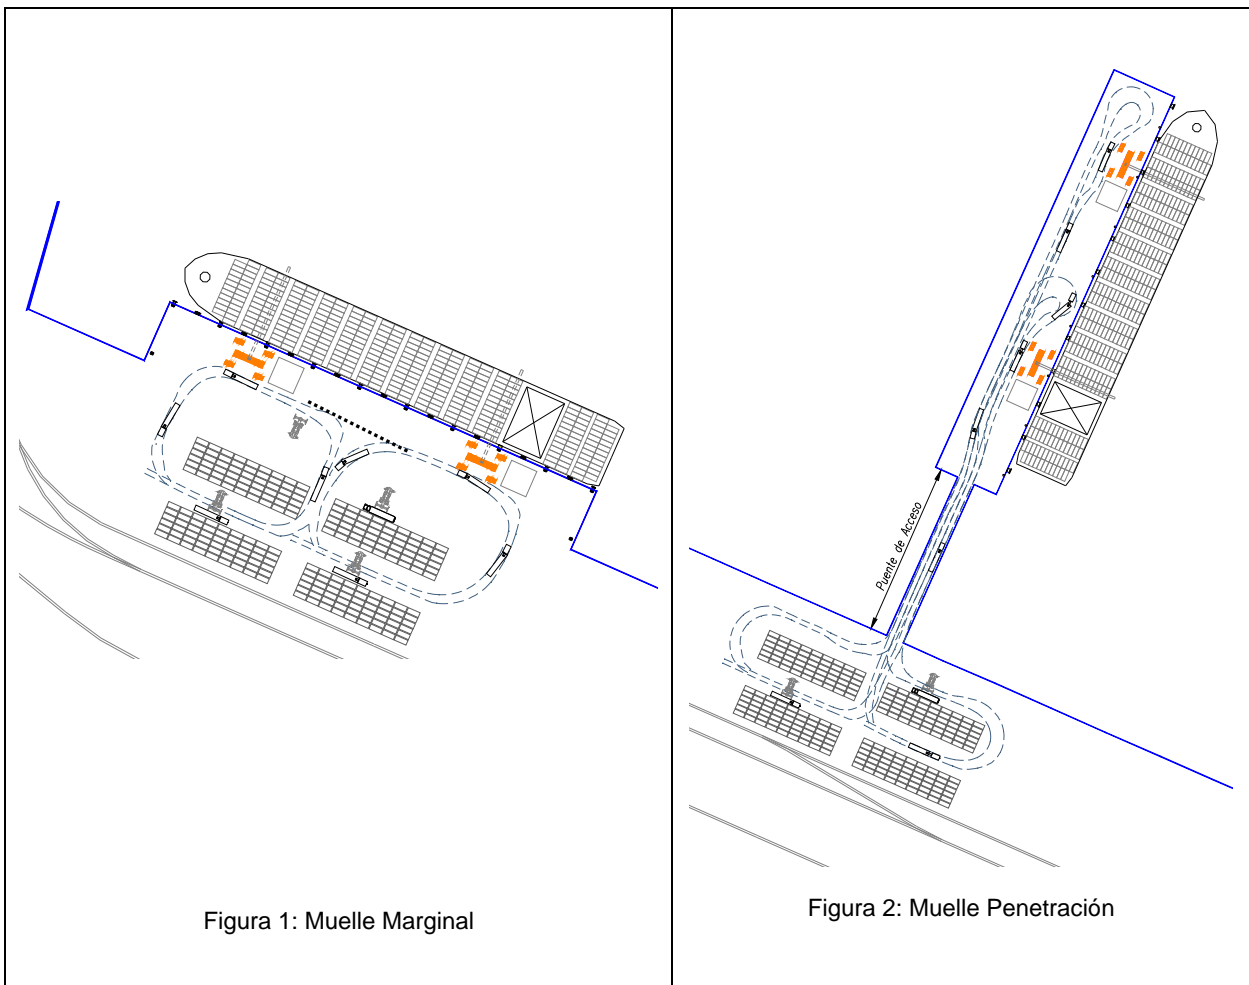 Puente de Acceso
Figura 1: Muelle Marginal
Figura 2: Muelle Penetración